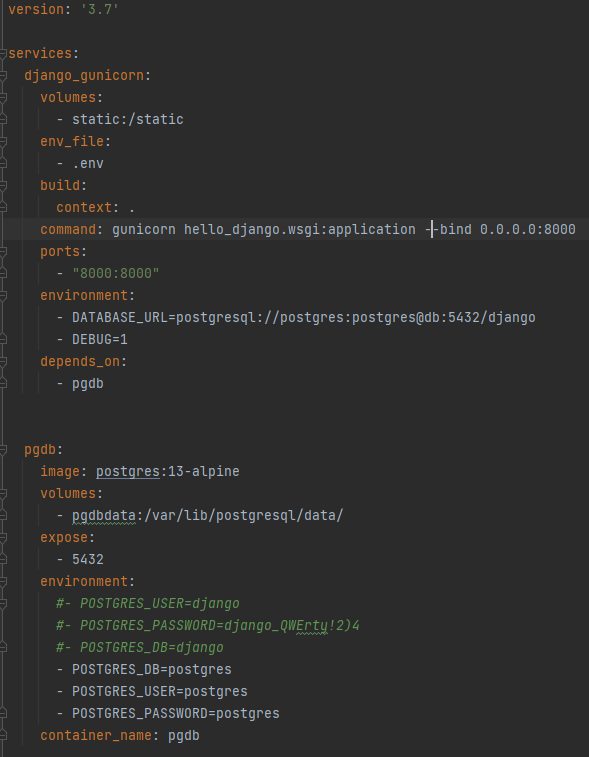 version: '3.7'
services:
  django_gunicorn:
    volumes:
      - static:/static
    env_file:
      - .env
    build:
      context: .
    command: gunicorn hello_django.wsgi:application --bind 0.0.0.0:8000
    ports:
      - "8000:8000"
    environment:
      - DATABASE_URL=postgresql://postgres:postgres@db:5432/django
      - DEBUG=1
    depends_on:
      - pgdb
  pgdb:
    image: postgres:13-alpine
    volumes:
      - pgdbdata:/var/lib/postgresql/data/
    expose:
      - 5432
    environment:
      #- POSTGRES_USER=django
      #- POSTGRES_PASSWORD=django_QWErty!2)4
      #- POSTGRES_DB=django
      - POSTGRES_DB=postgres
      - POSTGRES_USER=postgres
      - POSTGRES_PASSWORD=postgres
    container_name: pgdb